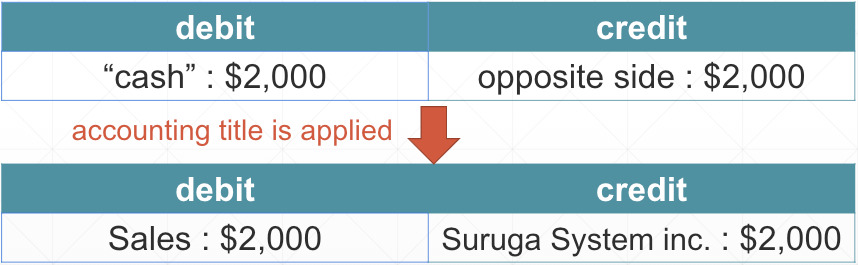 debit credit
“cash” : $2,000 opposite side : $2,000
accounting title is applied
debit credit
Sales : $2,000 Suruga System inc. : $2,000